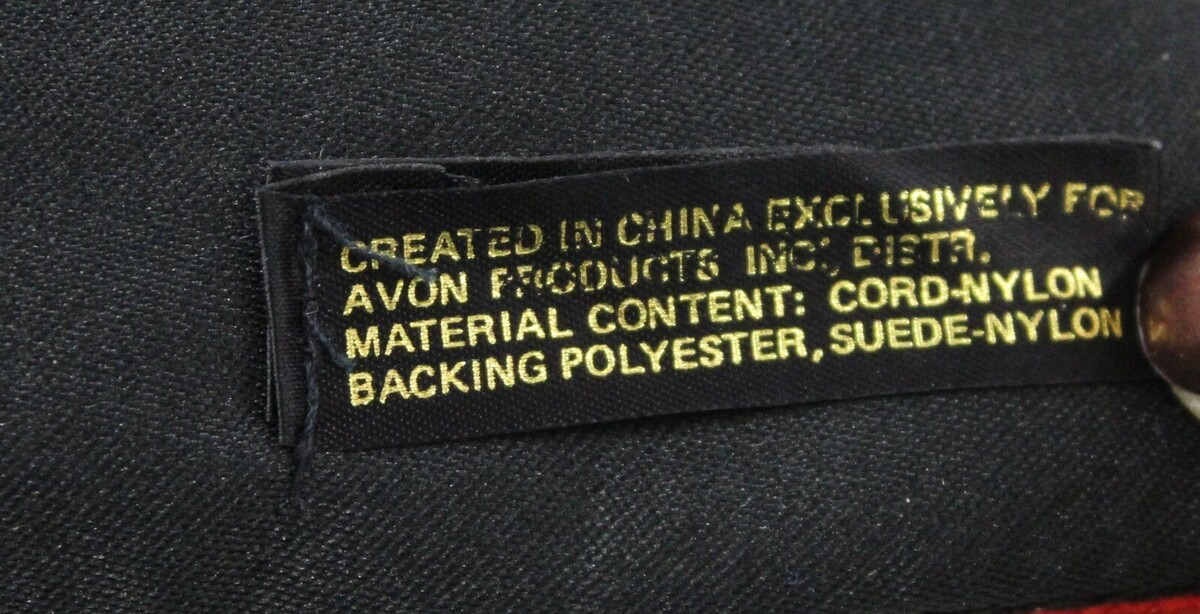 CREATED IN CHINA EXCLUSIVELY FOR
AVON PRODUCTS INC., DISTR.
MATERIAL CONTENT: CORD-NYLON
BACKING POLYESTER, SUEDE-NYLON